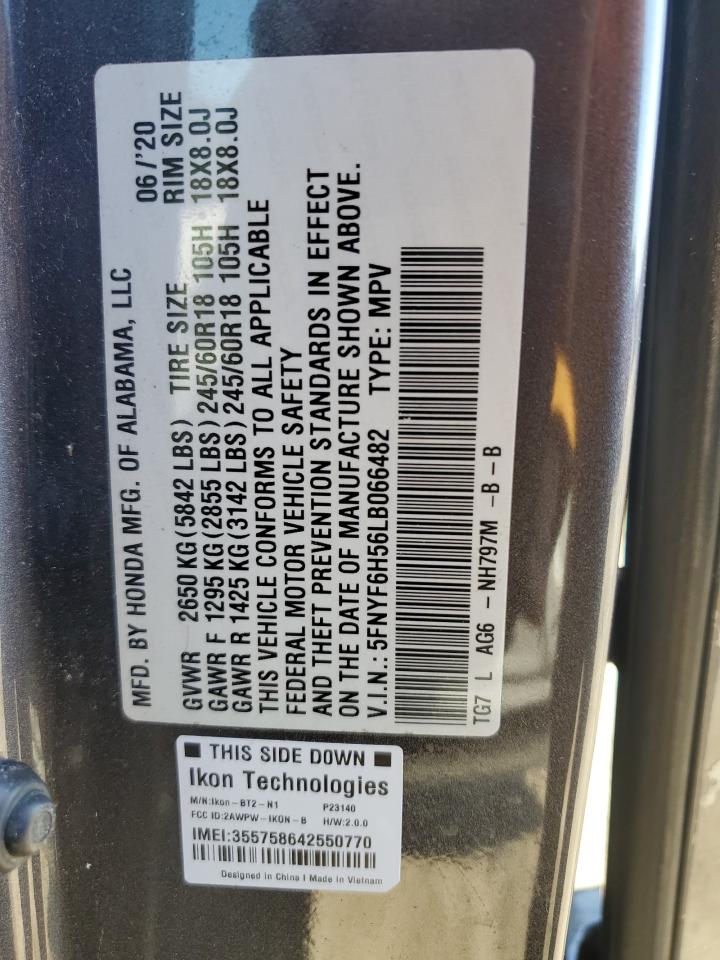 MFD. BY HONDA MFG. OF ALABAMA, LLC 06/'20
GVWR 2650 KG (5842 LBS) TIRE SIZE RIM SIZE
GAWR F 1295 KG (2855 LBS) 245/60R18 105H 18X8.0J
GAWR R 1425 KG (3142 LBS) 245/60R18 105H 18X8.0J
THIS VEHICLE CONFORMS TO ALL APPLICABLE
FEDERAL MOTOR VEHICLE SAFETY
AND THEFT PREVENTION STANDARDS IN EFFECT
ON THE DATE OF MANUFACTURE SHOWN ABOVE.
V.I.N.: 5FNYF6H56LB066482 TYPE: MPV
TG7 L AG6 - NH797M -B -B
THIS SIDE DOWN
Ikon Technologies
M/N:Ikon-BT2-N1 P23140
FCC ID:2AWPW-IKON-B H/W:2.0.0
IMEI:355758642550770
Designed in China I Made in Vietnam